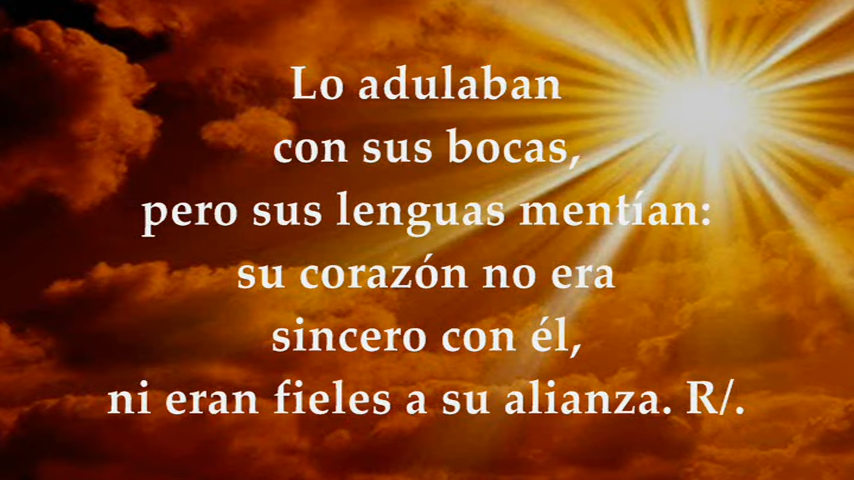 Lo adulaban
con sus bocas,
pero sus lenguas mentían:
su corazón no era
sincero con él,
ni eran fieles a su alianza. R/.